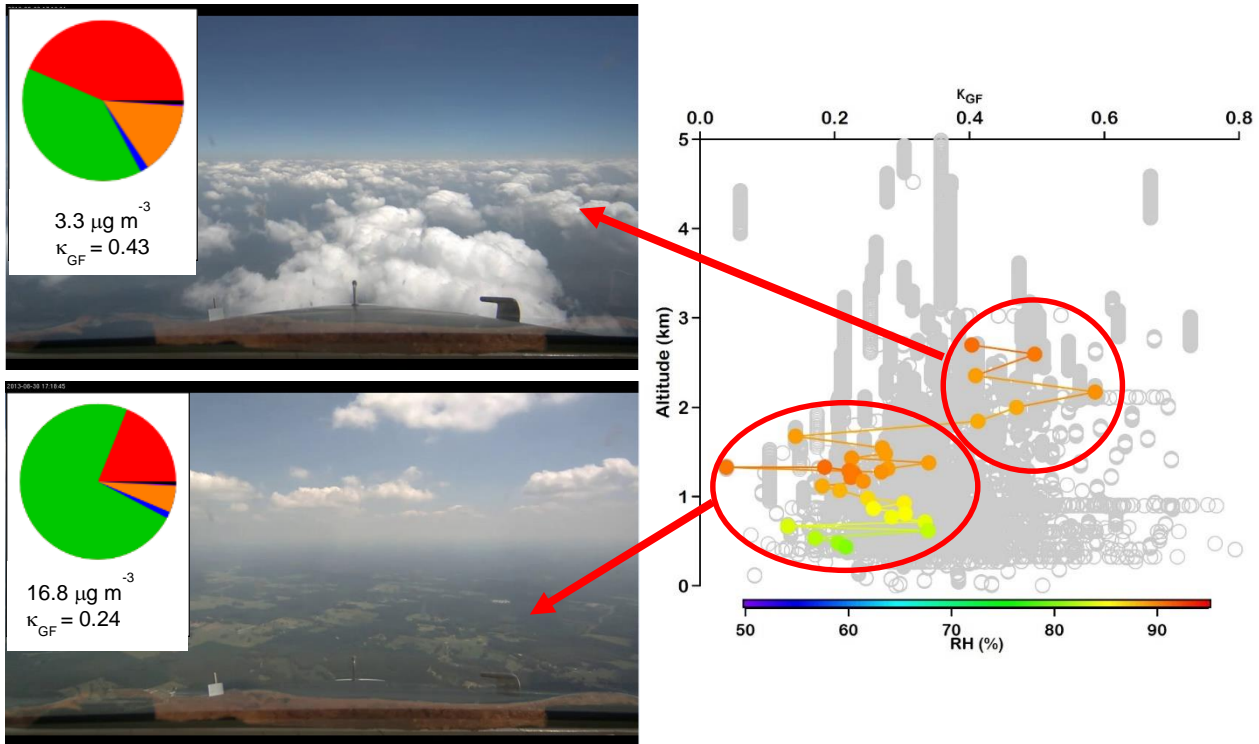 3.3 μg m-3
κGF = 0.43
2013-08-30 17:18:45
16.8 μg m-3
κGF = 0.24
κGF
0.0 0.2 0.4 0.6 0.8
5
4
3
2
1
0
Altitude (km)
50 60 70 80 90
RH (%)